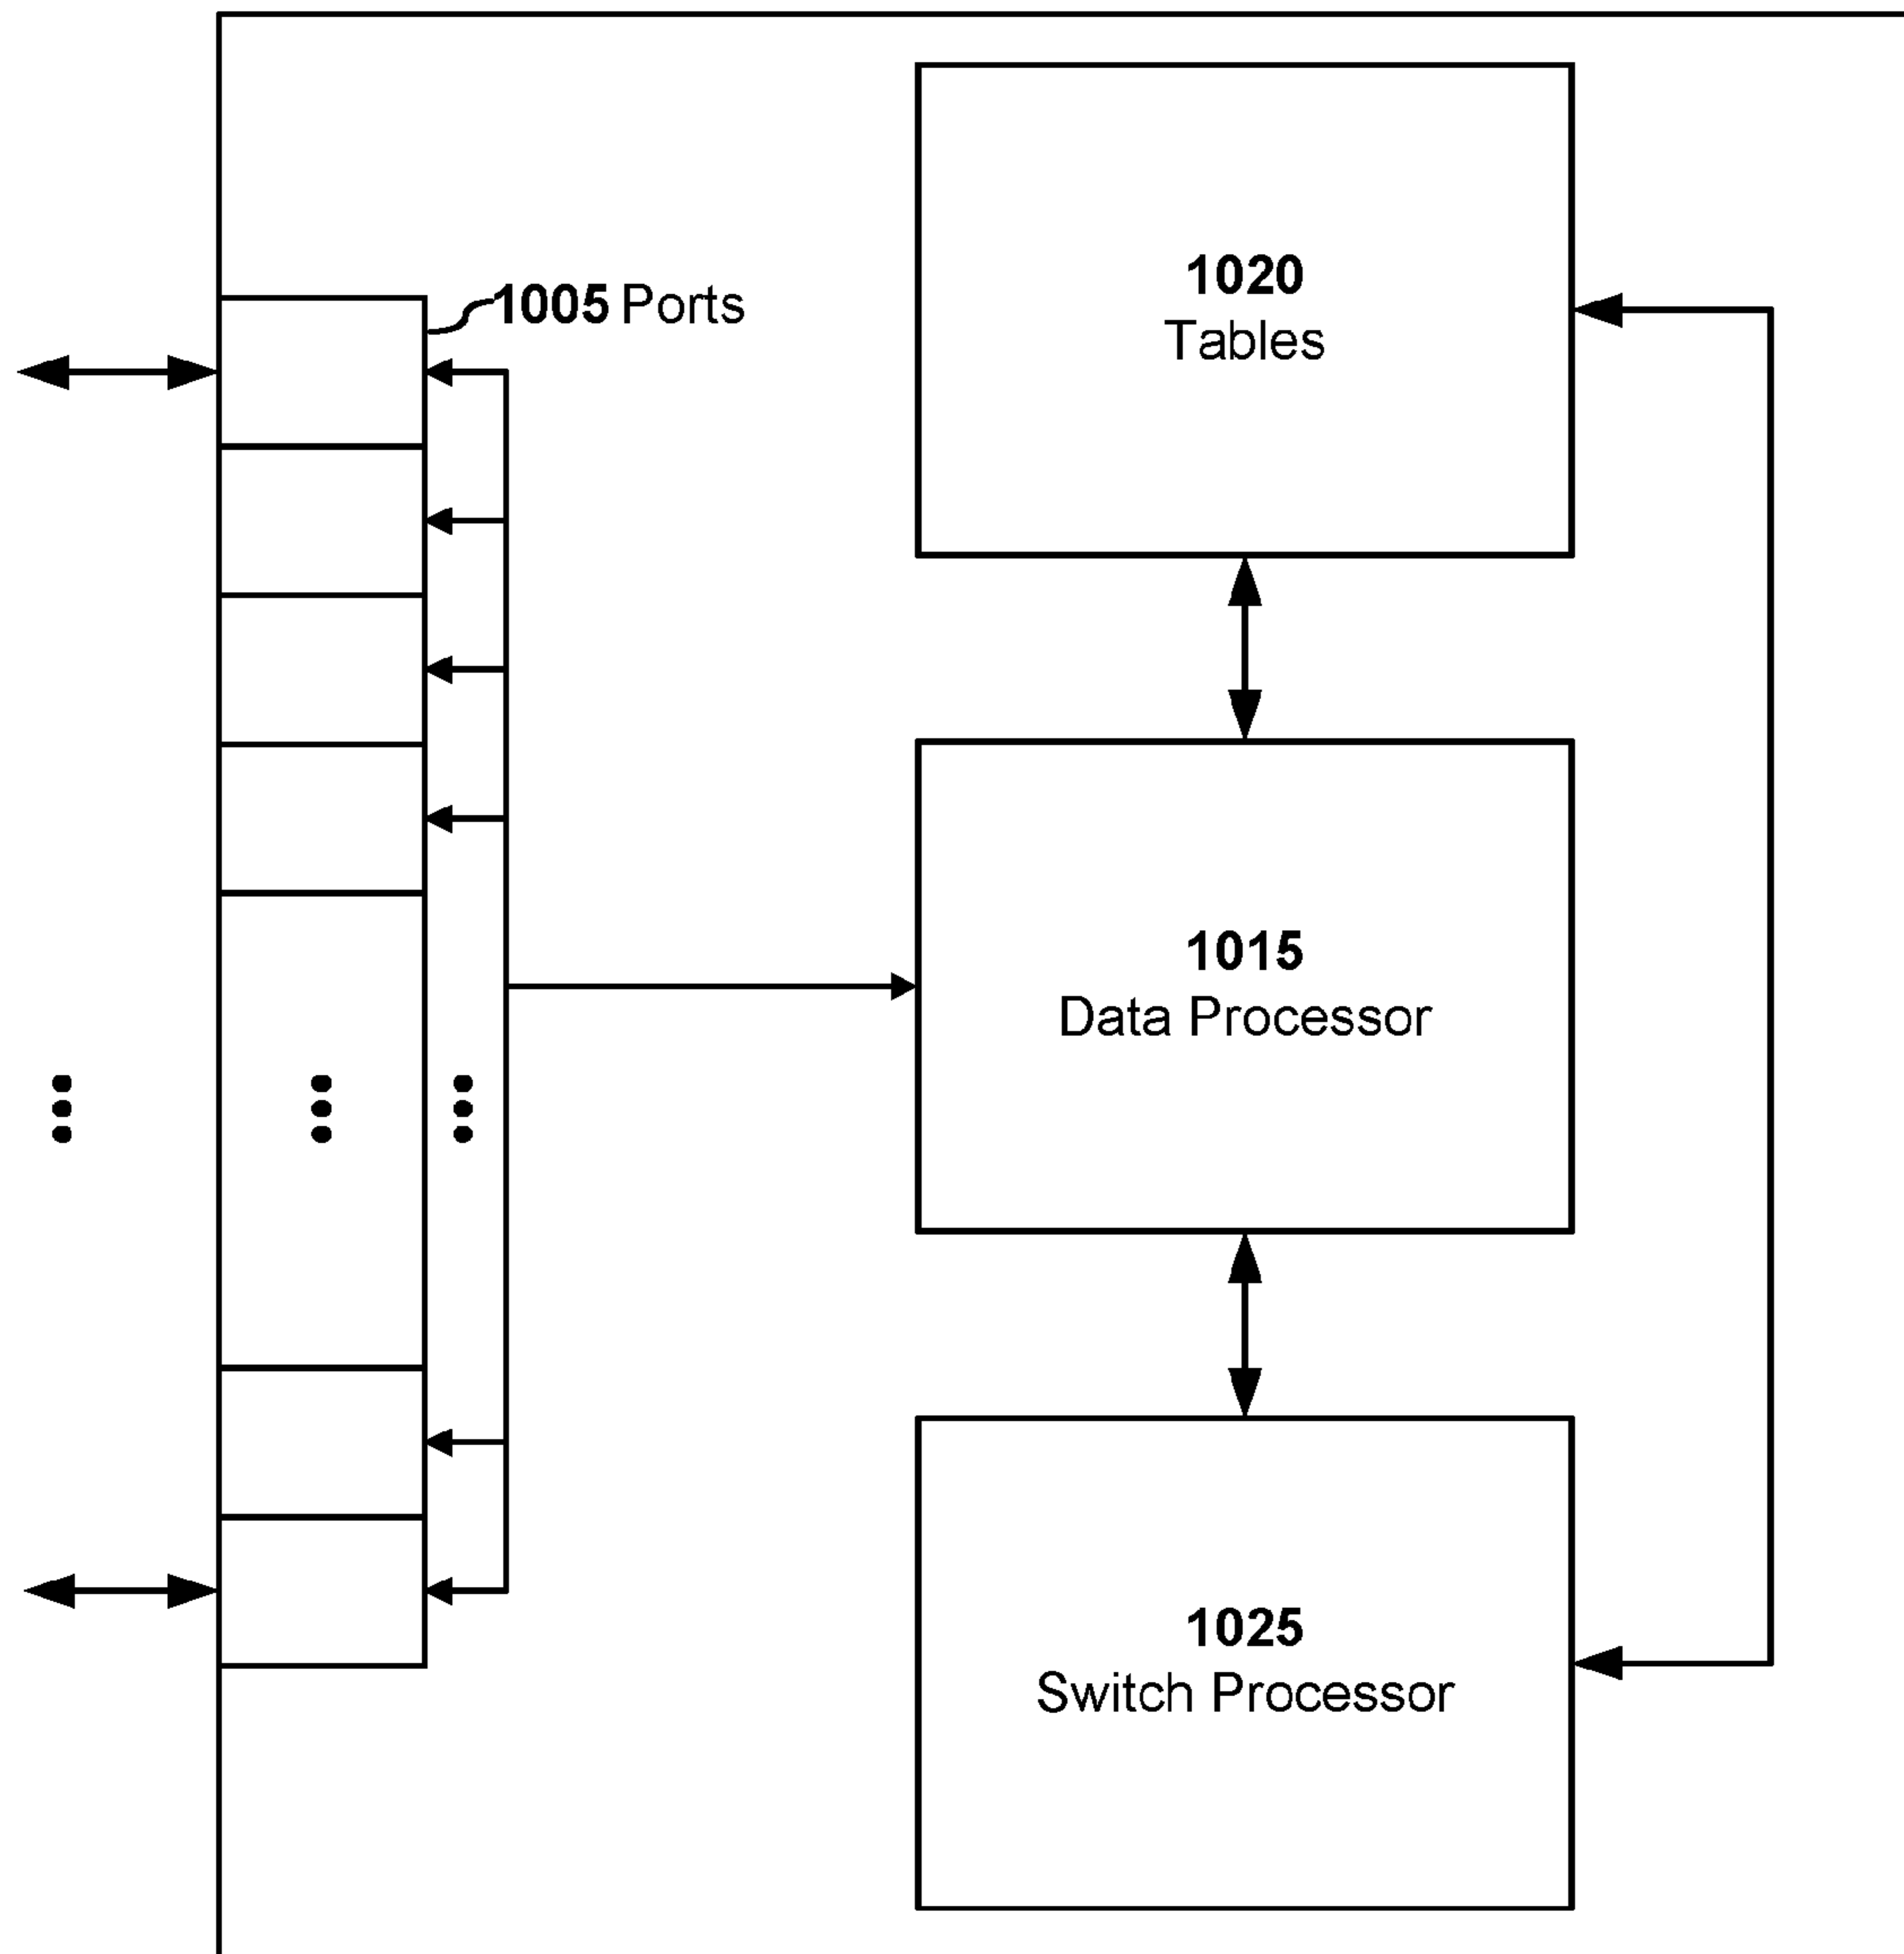 1005 Ports
1020
Tables
1015
Data Processor
1025
Switch Processor